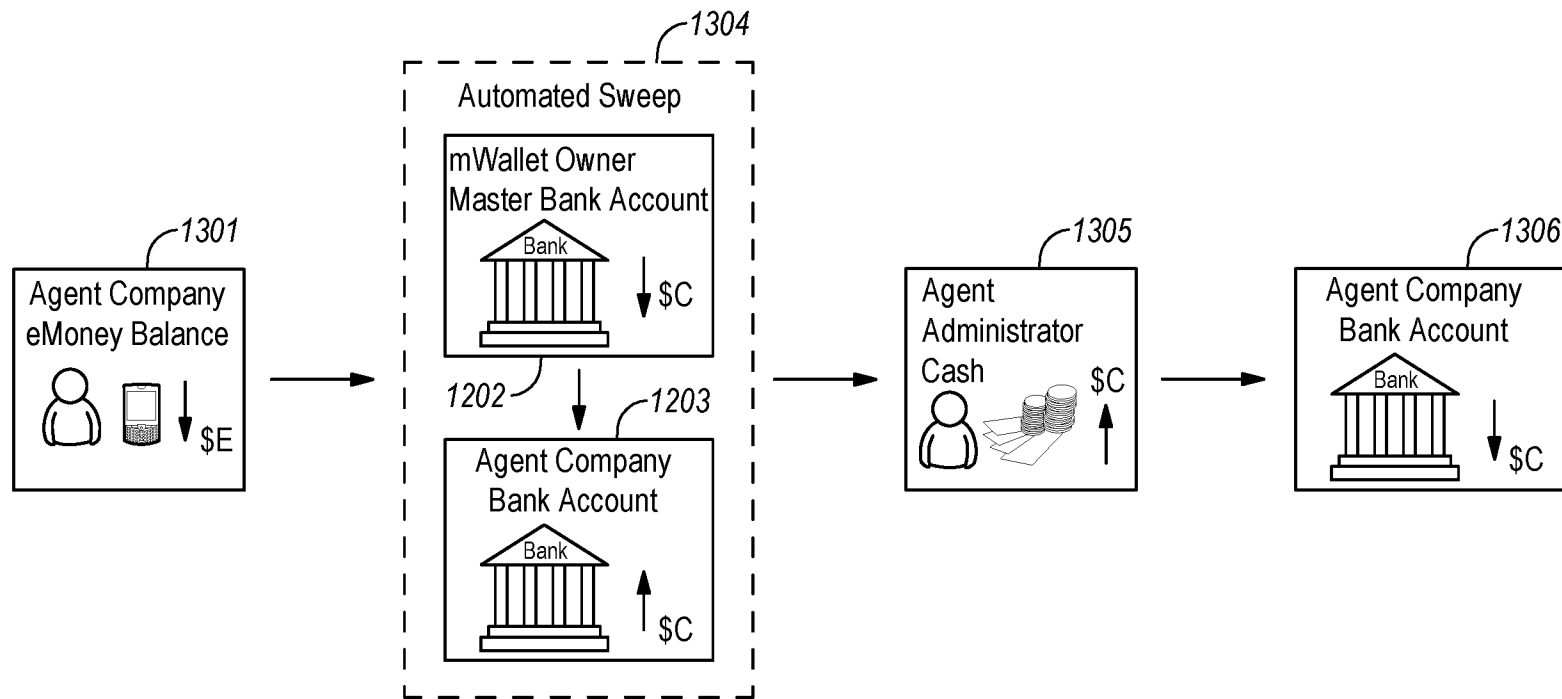 1304
Automated Sweep
mWallet Owner
Master Bank Account
Bank
$C
1202
1203
Agent Company
Bank Account
Bank
$C
1301
Agent Company
eMoney Balance
$E
1305
Agent
Administrator
Cash
$C
1306
Agent Company
Bank Account
Bank
$C